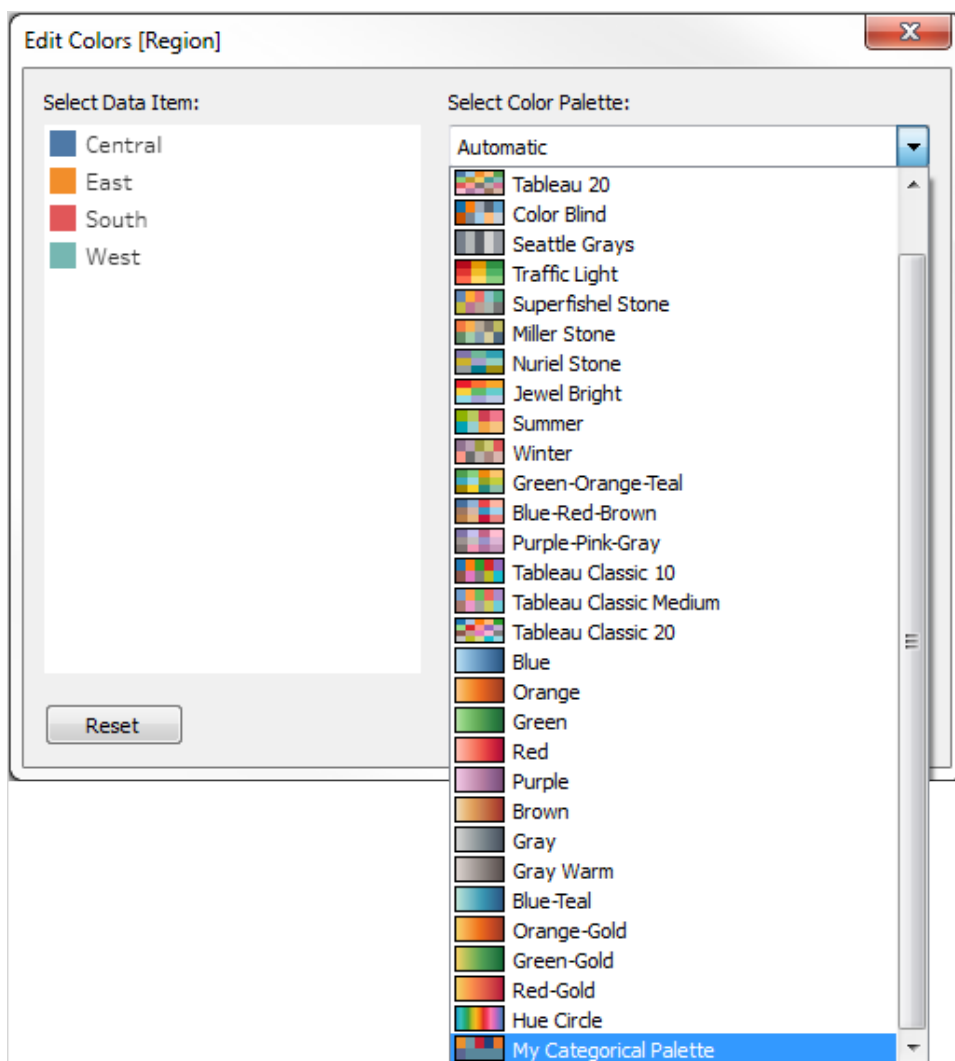 Edit Colors [Region]
Select Data Item:
Central
East
South
West
Reset
Select Color Palette:
Automatic
Tableau 20
Color Blind
Seattle Grays
Traffic Light
Superfishel Stone
Miller Stone
Nuriel Stone
Jewel Bright
Summer
Winter
Green-Orange-Teal
Blue-Red-Brown
Purple-Pink-Gray
Tableau Classic 10
Tableau Classic Medium
Tableau Classic 20
Blue
Orange
Green
Red
Purple
Brown
Gray
Gray Warm
Blue-Teal
Orange-Gold
Green-Gold
Red-Gold
Hue Circle
My Categorical Palette